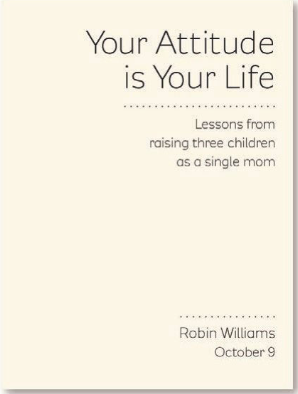 Your Attitude
is Your Life
Lessons from
raising three children
as a single mom
Robin Williams
October 9